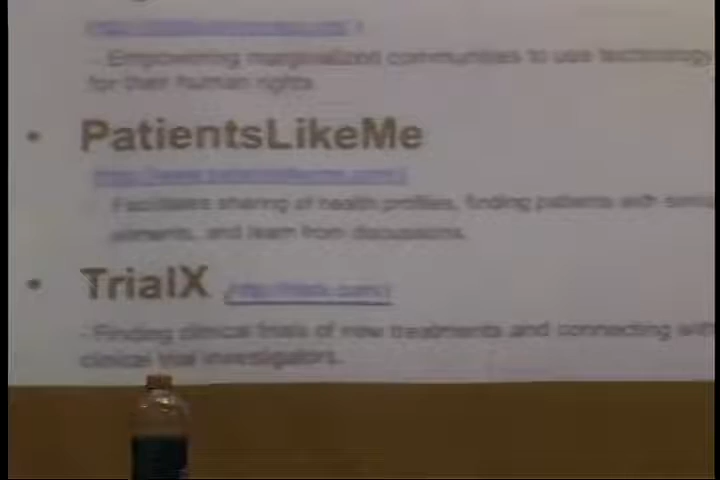 - Empowering marginalized communities to use technology
for their human rights
• PatientsLikeMe
http://www.patientslikeme.com/
- Facilitates sharing of health profiles, finding patients with
ailments, and learn from discussions.
• TrialX http://trialx.com/
- Finding clinical trials of new treatments and connecting with
clinical trial investigators.